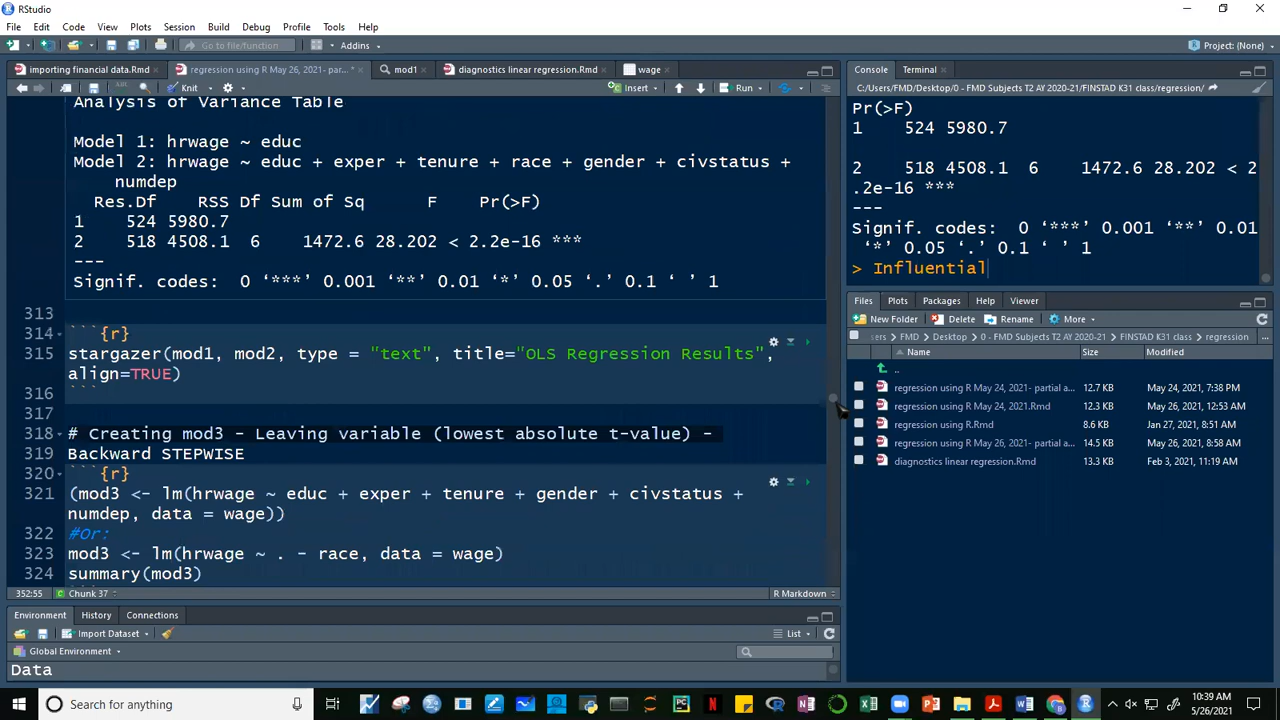 RStudio
File Edit Code View Plots Session Build Debug Profile Tools Help
Go to file/function Addins Project: (None)
importing financial data.Rmd regression using R May 26, 2021- par...* mod1 diagnostics linear regression.Rmd wage
Knit Insert Run
Analysis of Variance Table
Model 1: hrwage ~ educ
Model 2: hrwage ~ educ + exper + tenure + race + gender + civstatus +
numdep
Res.Df RSS Df Sum of Sq F Pr(>F)
1 524 5980.7
2 518 4508.1 6 1472.6 28.202 < 2.2e-16 ***
---
Signif. codes: 0 ‘***’ 0.001 ‘**’ 0.01 ‘*’ 0.05 ‘.’ 0.1 ‘ ’ 1
313
314 ```{r}
315 stargazer(mod1, mod2, type = "text", title="OLS Regression Results",
align=TRUE)
316 ```
317
318 # Creating mod3 - Leaving variable (lowest absolute t-value) -
319 Backward STEPWISE
320 ```{r}
321 (mod3 <- lm(hrwage ~ educ + exper + tenure + gender + civstatus +
numdep, data = wage))
322 #Or:
323 mod3 <- lm(hrwage ~ . - race, data = wage)
324 summary(mod3)
352:55 Chunk 37 R Markdown
Environment History Connections
Import Dataset List
Global Environment
Data
Console Terminal
C:/Users/FMD/Desktop/0 - FMD Subjects T2 AY 2020-21/FINSTAD K31 class/regression/
Pr(>F)
1 524 5980.7
2 518 4508.1 6 1472.6 28.202 < 2
.2e-16 ***
---
Signif. codes: 0 ‘***’ 0.001 ‘**’ 0.01
‘*’ 0.05 ‘.’ 0.1 ‘ ’ 1
> Influential
Files Plots Packages Help Viewer
New Folder Delete Rename More
sers FMD Desktop 0 - FMD Subjects T2 AY 2020-21 FINSTAD K31 class regression ...
Name Size Modified
..
regression using R May 24, 2021- partial a... 12.7 KB May 24, 2021, 7:38 PM
regression using R May 24, 2021.Rmd 12.3 KB May 26, 2021, 12:53 AM
regression using R.Rmd 8.6 KB Jan 27, 2021, 8:51 AM
regression using R May 26, 2021- partial a... 14.5 KB May 26, 2021, 8:58 AM
diagnostics linear regression.Rmd 13.3 KB Feb 3, 2021, 11:19 AM
Search for anything
10:39 AM
5/26/2021